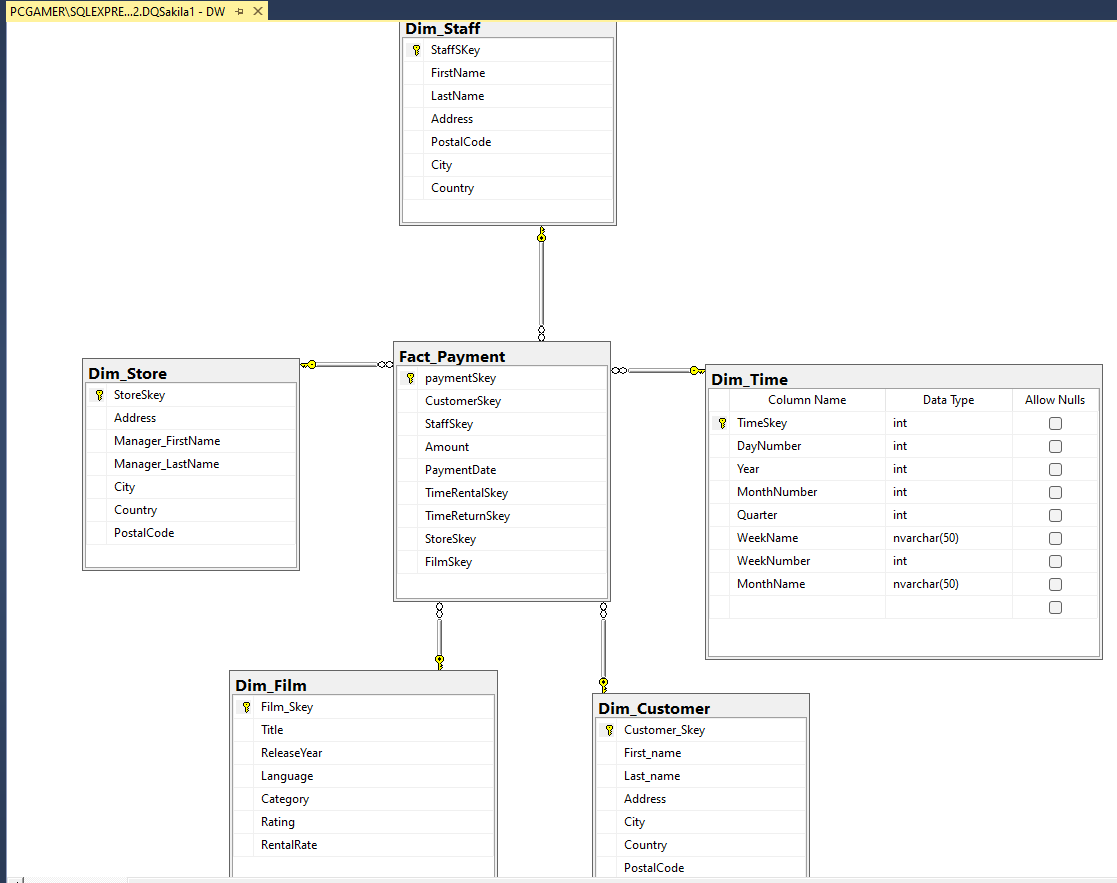 PCGAMER\SQLEXPRE...2.DQSakila1 - DW
Dim_Staff
StaffSKey
FirstName
LastName
Address
PostalCode
City
Country
Dim_Store
StoreSkey
Address
Manager_FirstName
Manager_LastName
City
Country
PostalCode
Fact_Payment
paymentSkey
CustomerSkey
StaffSkey
Amount
PaymentDate
TimeRentalSkey
TimeReturnSkey
StoreSkey
FilmSkey
Dim_Time
Column Name Data Type Allow Nulls
TimeSkey int
DayNumber int
Year int
MonthNumber int
Quarter int
WeekName nvarchar(50)
WeekNumber int
MonthName nvarchar(50)
Dim_Film
Film_Skey
Title
ReleaseYear
Language
Category
Rating
RentalRate
Dim_Customer
Customer_Skey
First_name
Last_name
Address
City
Country
PostalCode